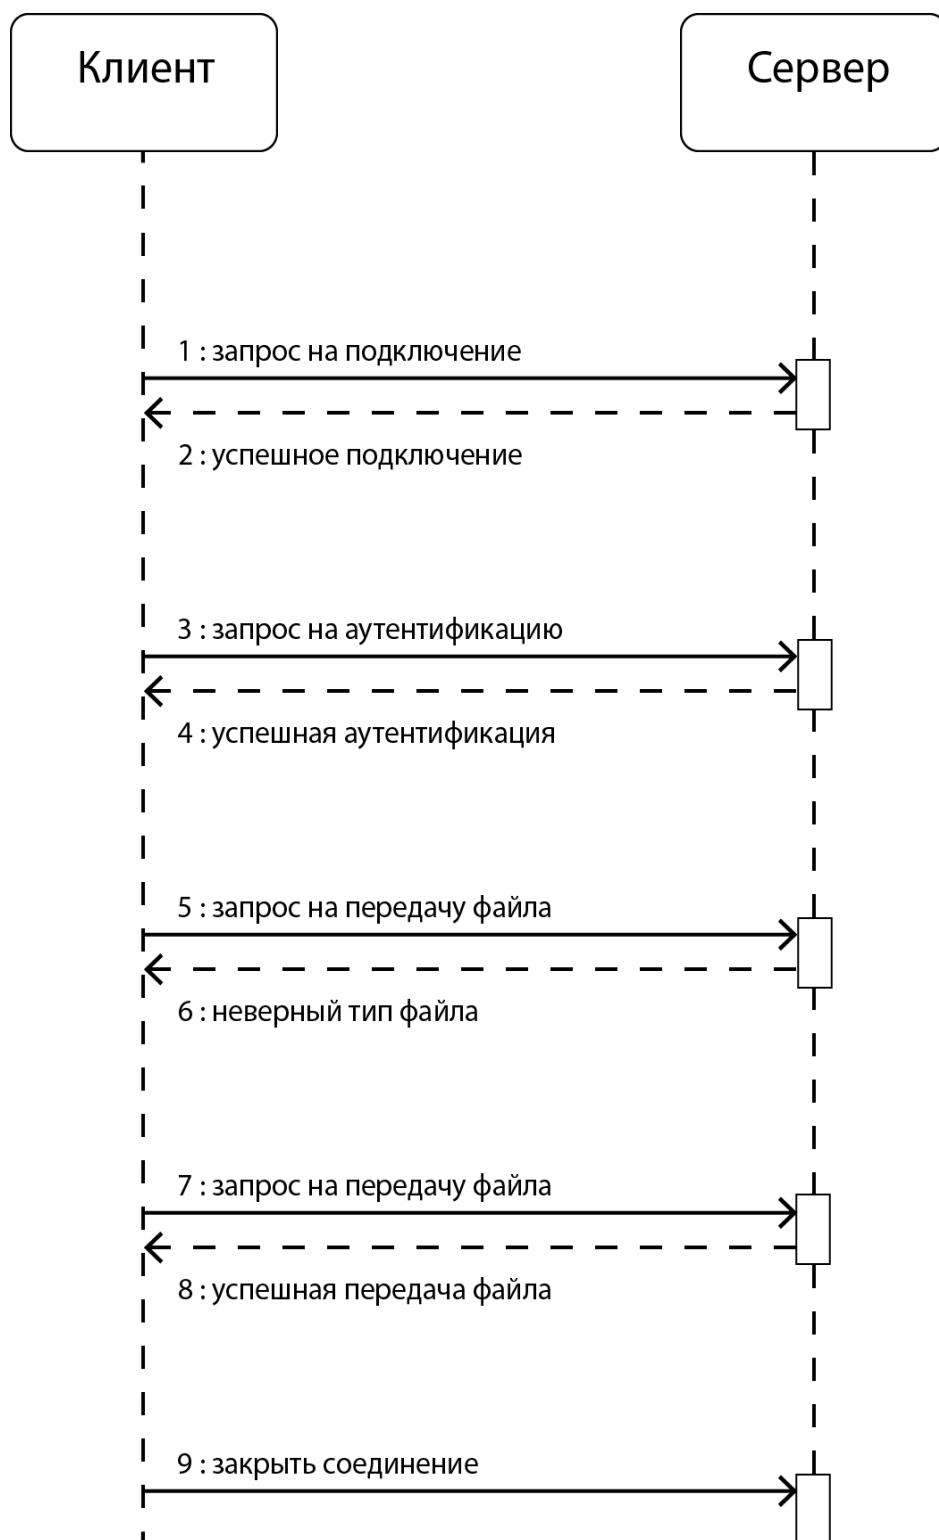 Клиент
Сервер
1 : запрос на подключение
2 : успешное подключение
3 : запрос на аутентификацию
4 : успешная аутентификация
5 : запрос на передачу файла
6 : неверный тип файла
7 : запрос на передачу файла
8 : успешная передача файла
9 : закрыть соединение